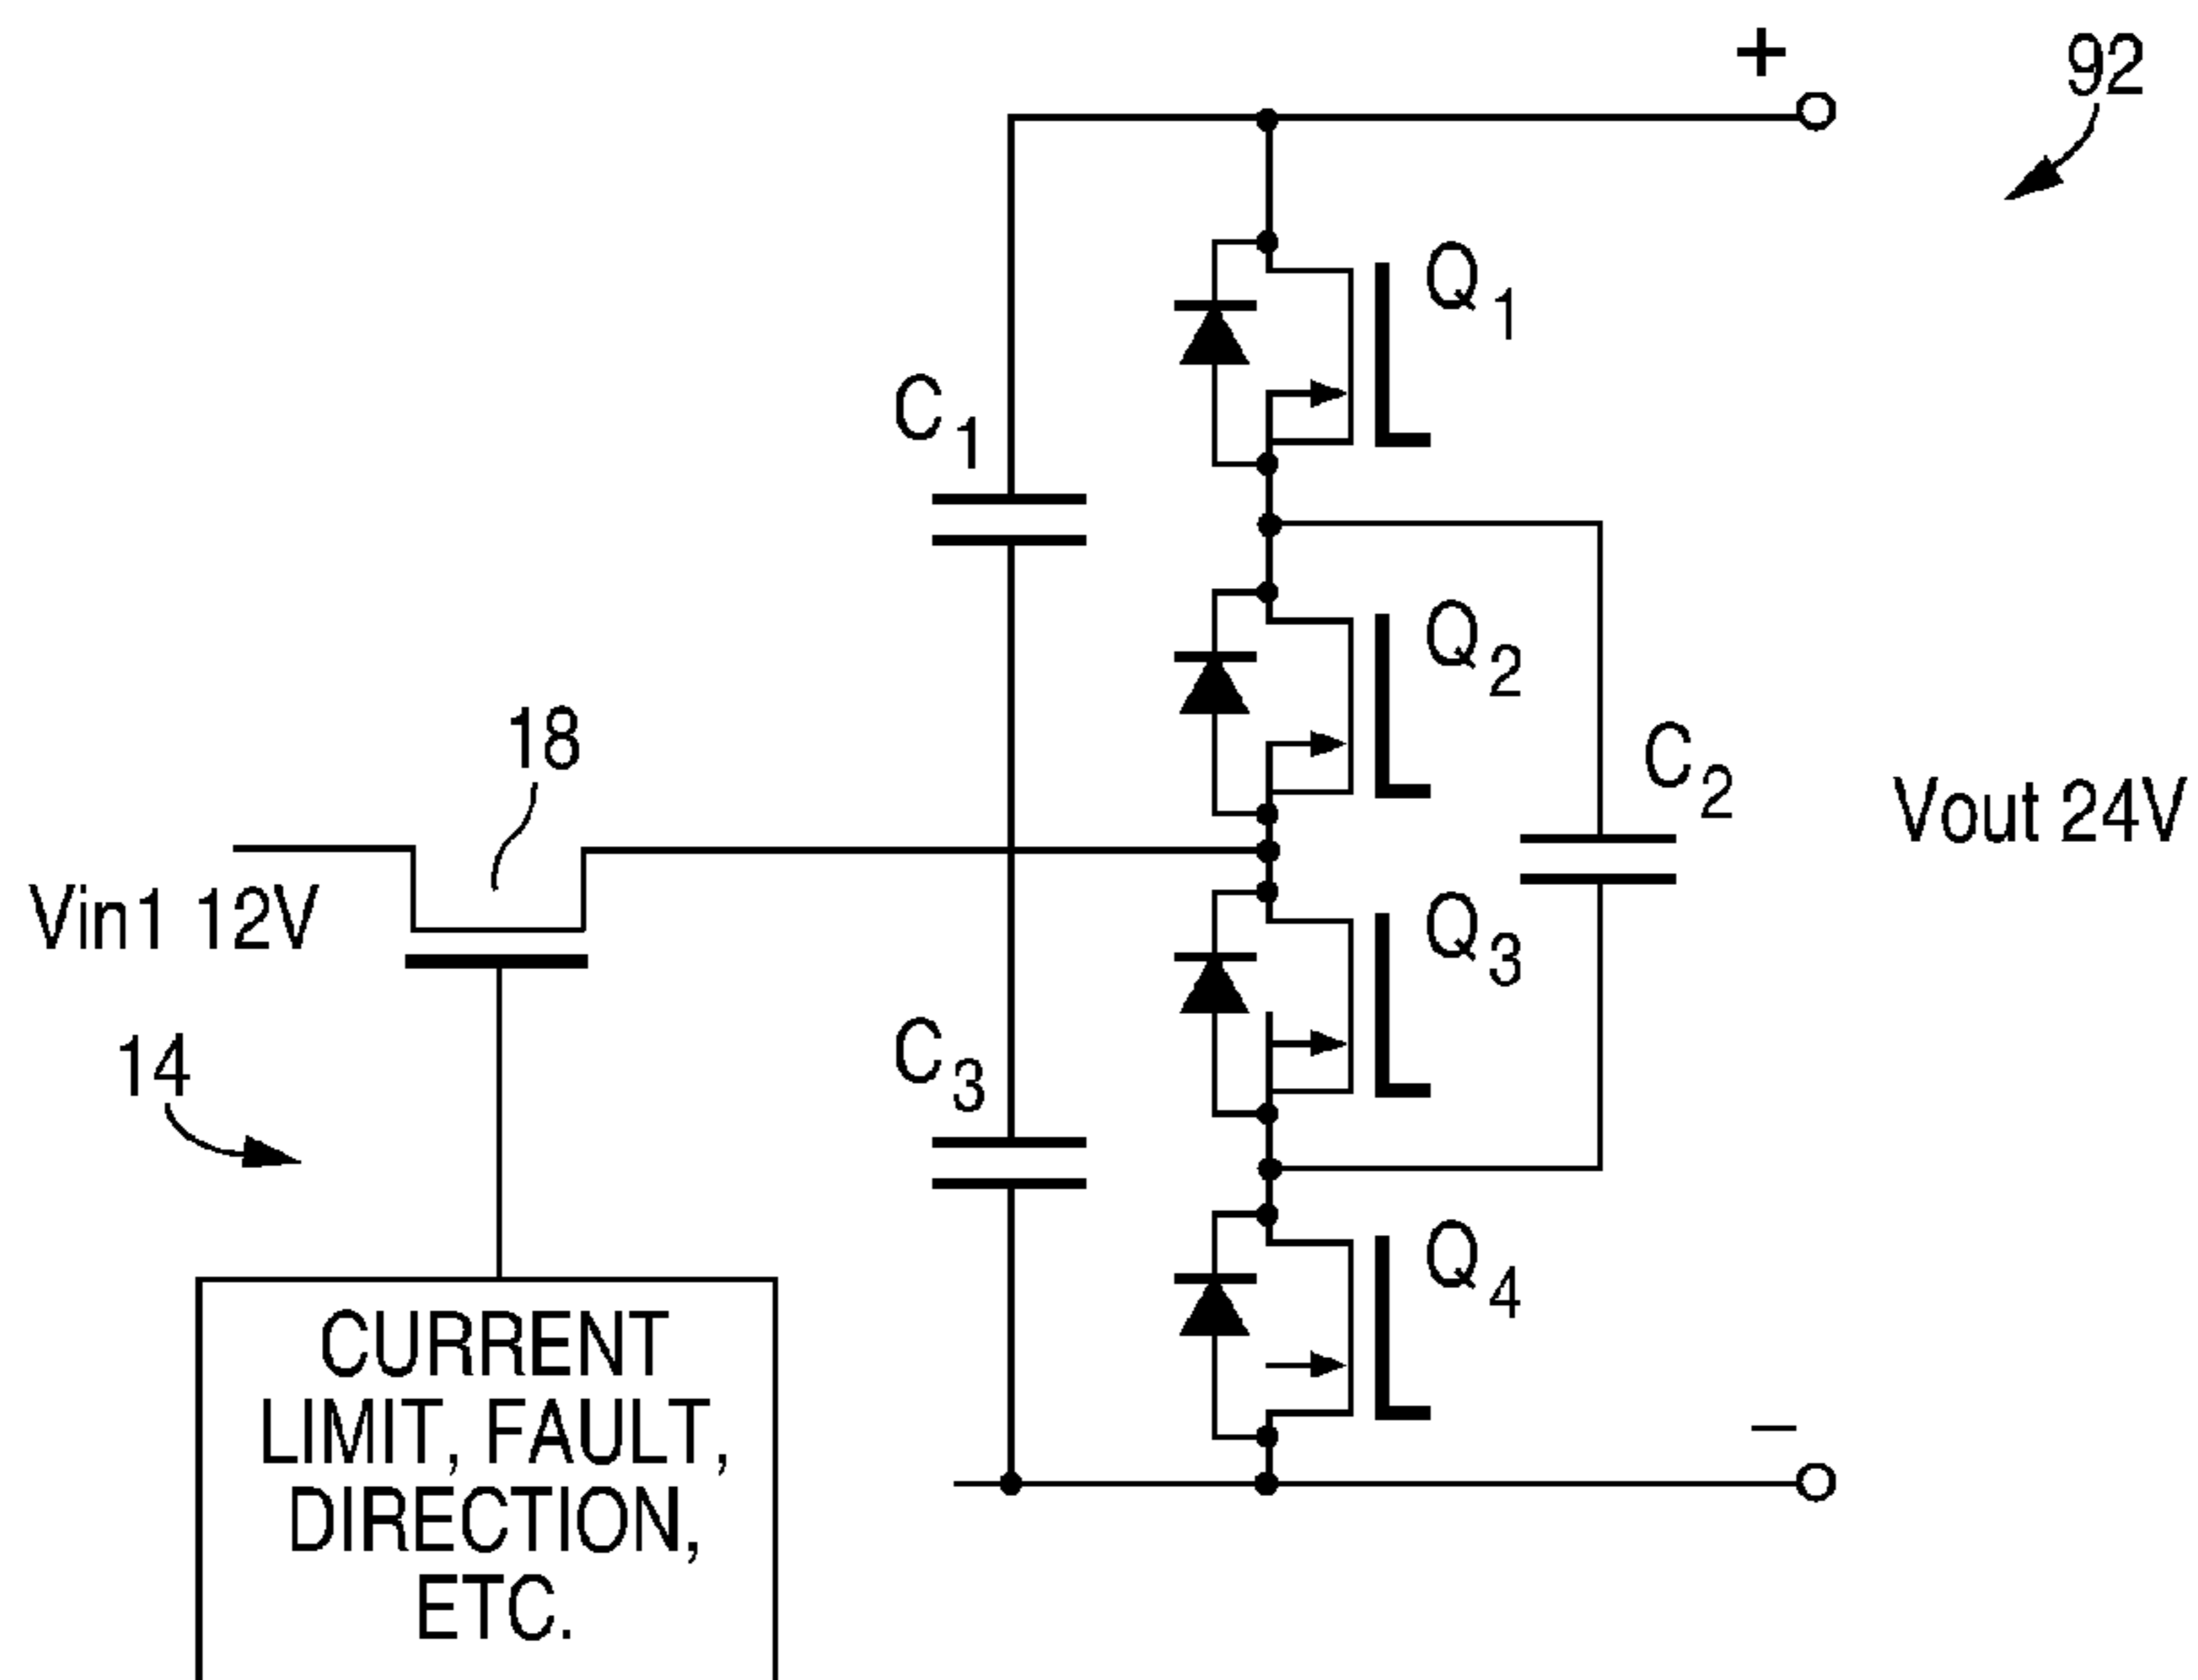 +
92
Q1
C1
Q2
18
C2
Vout 24V
Vin1 12V
Q3
14
C3
Q4
CURRENT
LIMIT, FAULT,
DIRECTION,
ETC.
–